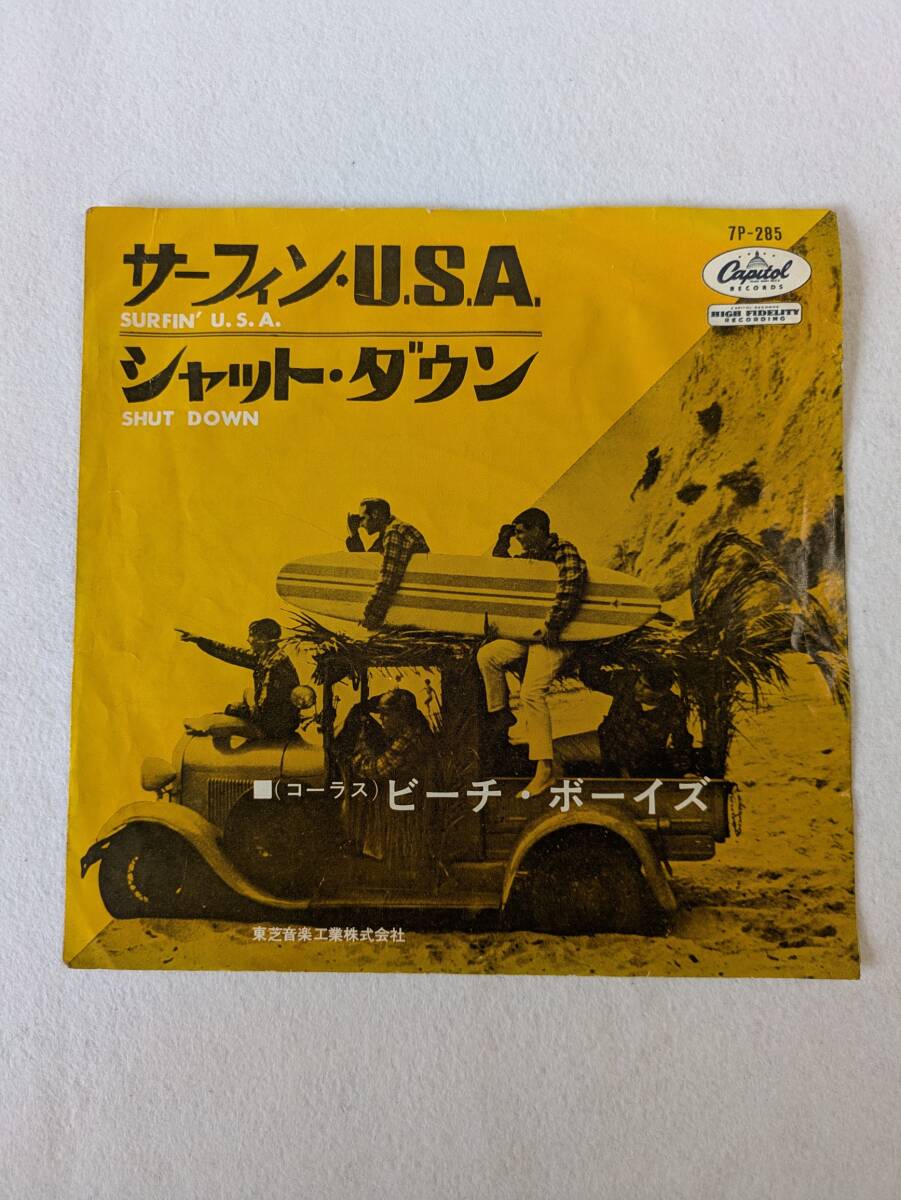 サーフィン・U.S.A.
SURFIN' U.S.A.
シャット・ダウン
SHUT DOWN
7P-285
Capitol
RECORDS
HIGH FIDELITY
RECORDING
■(コーラス)ビーチ・ボーイズ
東芝音楽工業株式会社